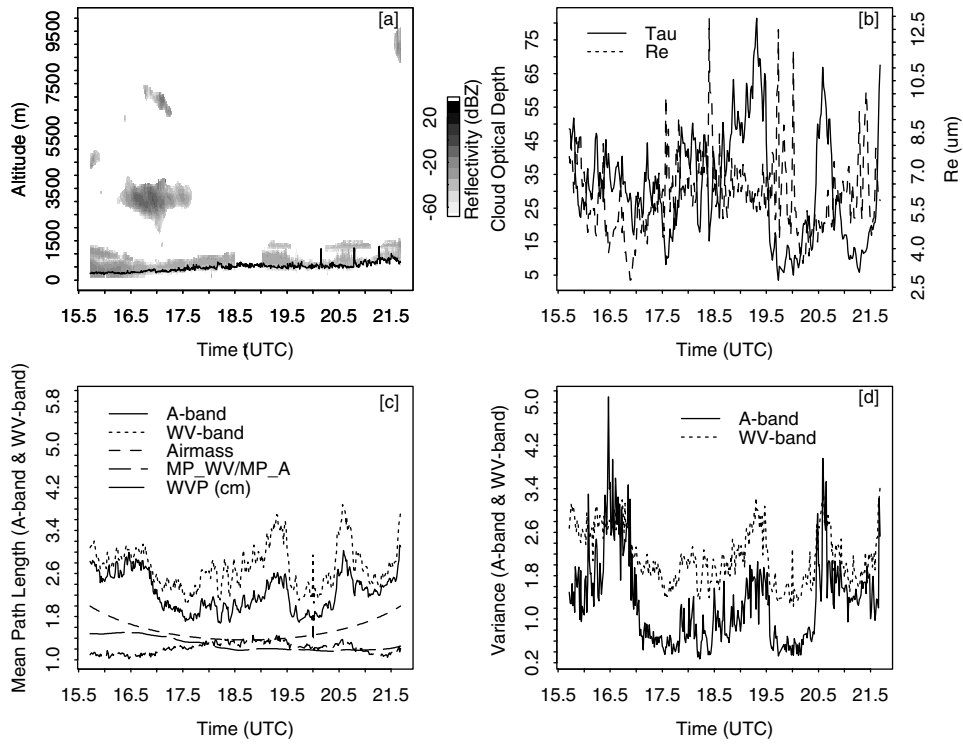 [a]
Altitude (m)
0 1500 3500 5500 7500 9500
15.5 16.5 17.5 18.5 19.5 20.5 21.5
Time (UTC)
-60 -20 20
Reflectivity (dBZ)
[b]
Tau
Re
Cloud Optical Depth
5 15 25 35 45 55 65 75
Re (um)
2.5 4.0 5.5 7.0 8.5 10.5 12.5
15.5 16.5 17.5 18.5 19.5 20.5 21.5
Time (UTC)
[c]
A-band
WV-band
Airmass
MP_WV/MP_A
WVP (cm)
Mean Path Length (A-band & WV-band)
1.0 1.8 2.6 3.4 4.2 5.0 5.8
15.5 16.5 17.5 18.5 19.5 20.5 21.5
Time (UTC)
[d]
A-band
WV-band
Variance (A-band & WV-band)
0.2 1.0 1.8 2.6 3.4 4.2 5.0
15.5 16.5 17.5 18.5 19.5 20.5 21.5
Time (UTC)